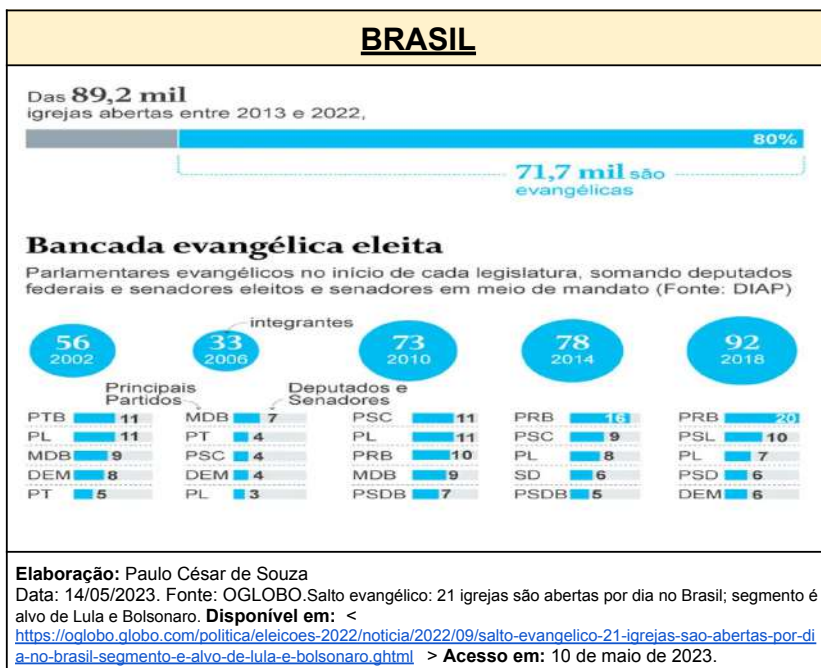 BRASIL
Das 89,2 mil
igrejas abertas entre 2013 e 2022,
80%
71,7 mil são
evangélicas
Bancada evangélica eleita
Parlamentares evangélicos no início de cada legislatura, somando deputados
federais e senadores eleitos e senadores em meio de mandato (Fonte: DIAP)
integrantes
56 33 73 78 92
2002 2006 2010 2014 2018
Principais Deputados e
Partidos Senadores
PTB 11 MDB 7 PSC 11 PRB 16 PRB 20
PL 11 PT 4 PL 11 PSC 9 PSL 10
MDB 9 PSC 4 PRB 10 PL 8 PL 7
DEM 8 DEM 4 MDB 9 SD 6 PSD 6
PT 5 PL 3 PSDB 7 PSDB 5 DEM 6
Elaboração: Paulo César de Souza
Data: 14/05/2023. Fonte: OGLOBO.Salto evangélico: 21 igrejas são abertas por dia no Brasil; segmento é
alvo de Lula e Bolsonaro. Disponível em: <
https://oglobo.globo.com/politica/eleicoes-2022/noticia/2022/09/salto-evangelico-21-igrejas-sao-abertas-por-di
a-no-brasil-segmento-e-alvo-de-lula-e-bolsonaro.ghtml > Acesso em: 10 de maio de 2023.